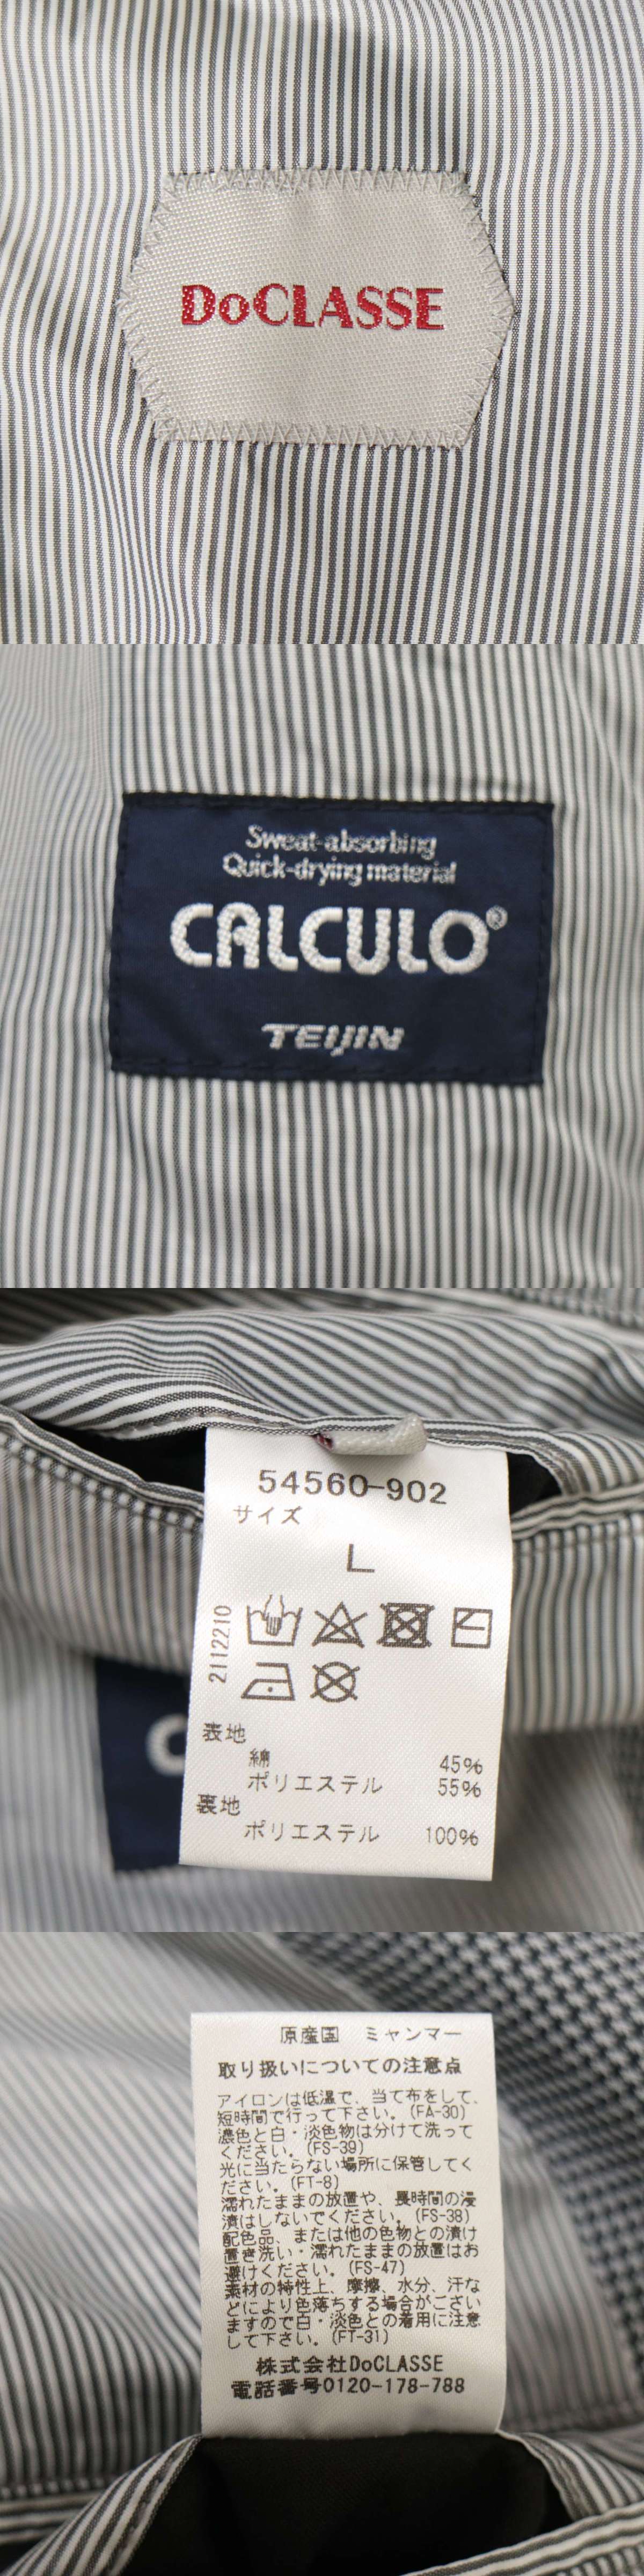 DoCLASSE
Sweat-absorbing
Quick-drying material
CALCULO®
TEIJIN
54560-902
サイズ
L
2112210
表地
綿 45%
ポリエステル 55%
裏地
ポリエステル 100%
C
原産国 ミャンマー
取り扱いについての注意点
アイロンは低温で、当て布をして、
短時間で行って下さい。(FA-30)
濃色と白・淡色物は分けて洗って
ください。(FS-39)
光に当たらない場所に保管してく
ださい。(FT-8)
濡れたままの放置や、長時間の浸
漬はしないでください。(FS-38)
配色品、または他の色物との漬け
置き洗い・濡れたままの放置はお
避けください。(FS-47)
素材の特性上、摩擦、水分、汗な
どにより色落ちする場合がござい
ますので白・淡色との着用に注意
して下さい。(FT-31)
株式会社DoCLASSE
電話番号0120-178-788